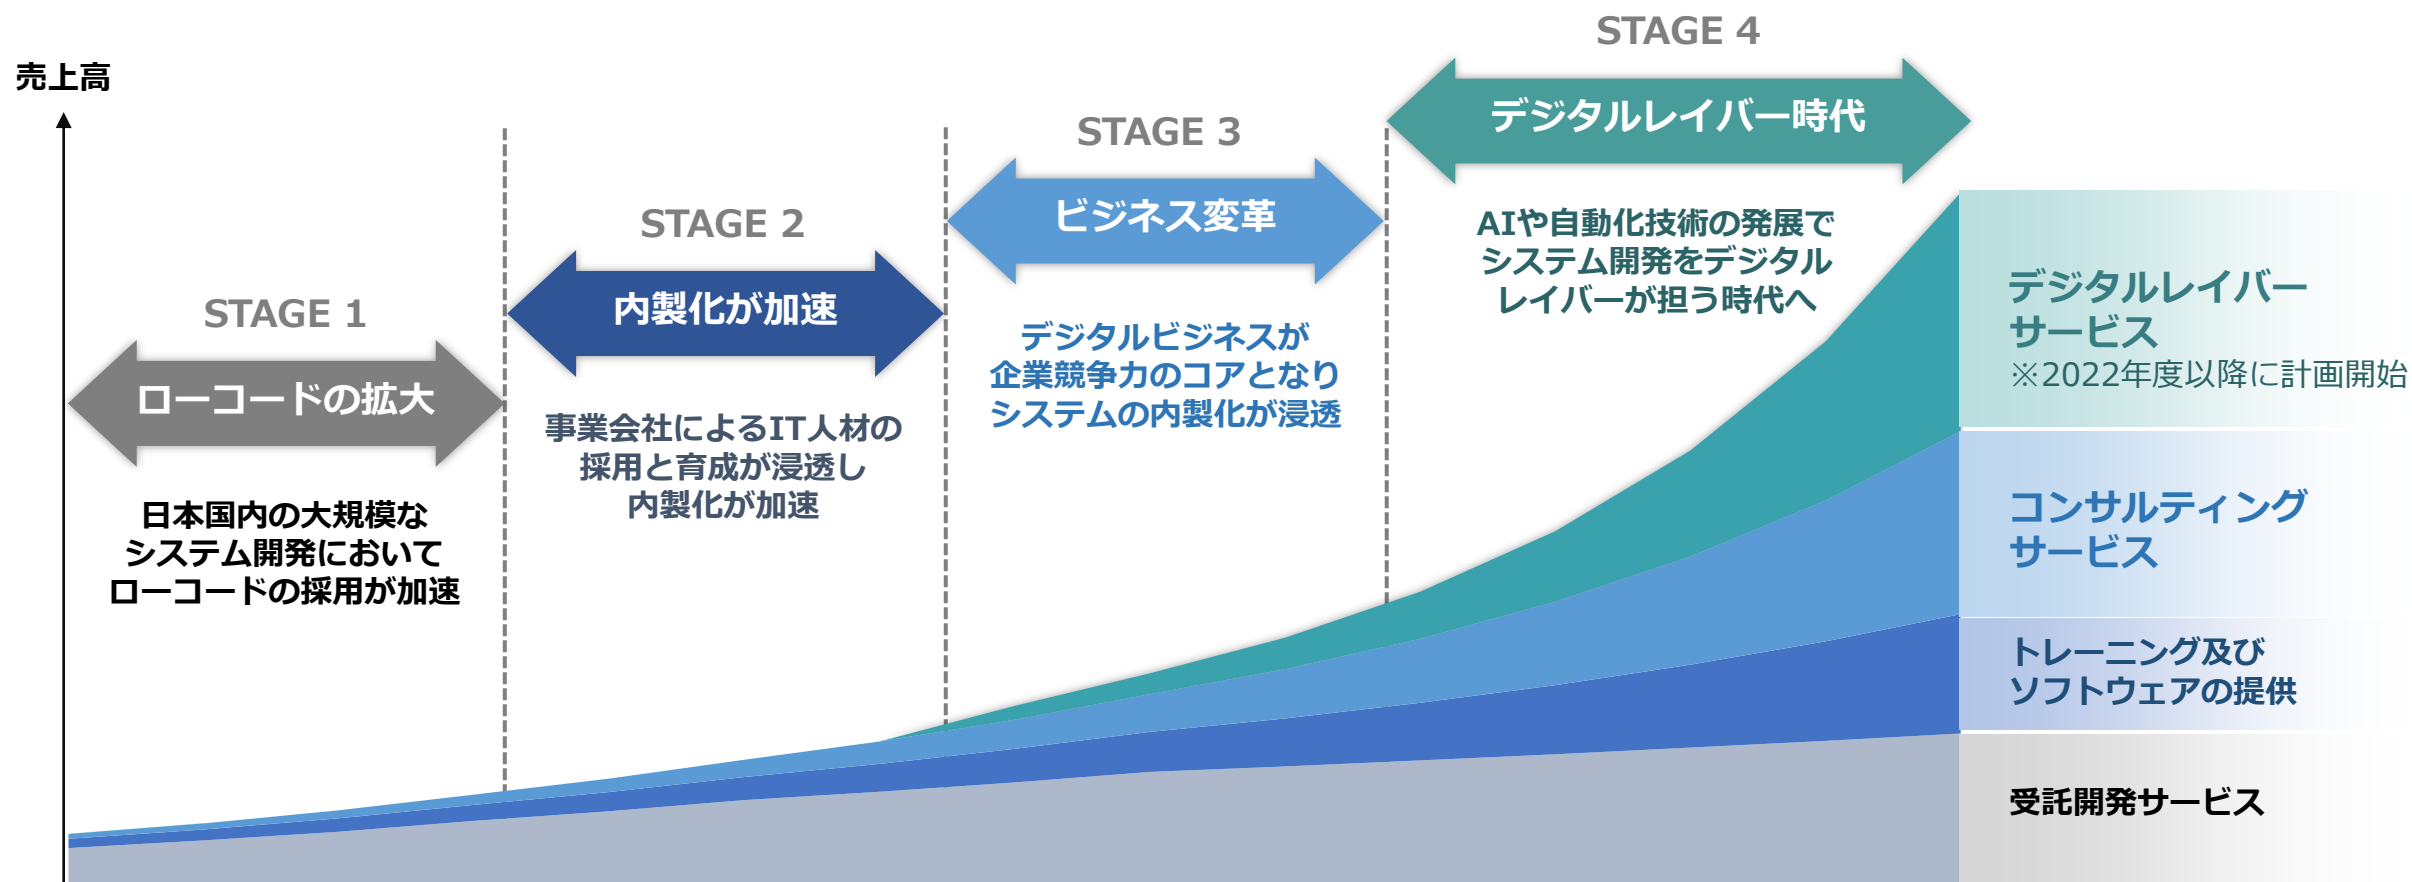 売上高
STAGE 1
ローコードの拡大
日本国内の大規模な
システム開発において
ローコードの採用が加速
STAGE 2
内製化が加速
事業会社によるIT人材の
採用と育成が浸透し
内製化が加速
STAGE 3
ビジネス変革
デジタルビジネスが
企業競争力のコアとなり
システムの内製化が浸透
STAGE 4
デジタルレイバー時代
AIや自動化技術の発展で
システム開発をデジタル
レイバーが担う時代へ
デジタルレイバー
サービス
※2022年度以降に計画開始
コンサルティング
サービス
トレーニング及び
ソフトウェアの提供
受託開発サービス